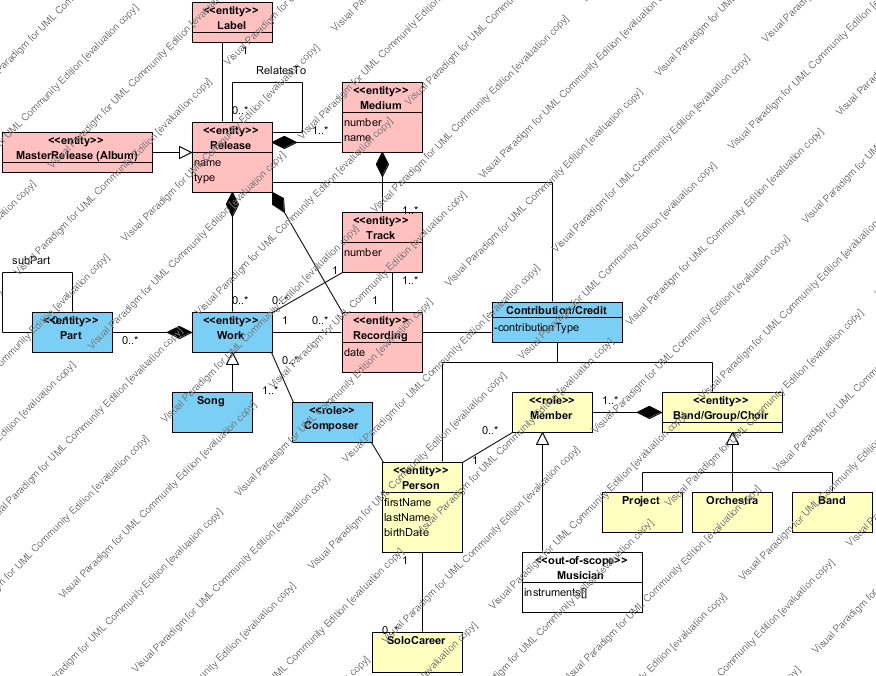 <<entity>>
Label
1
RelatesTo
0..*
<<entity>>
Medium
number
name
1..*
<<entity>>
MasterRelease (Album)
<<entity>>
Release
name
type
1..*
<<entity>>
Track
number
subPart
1
1..*
0..*
0..*
1
<<entity>>
Part
0..*
<<entity>>
Work
1
0..*
<<entity>>
Recording
date
Contribution/Credit
-contributionType
0..*
Song
1..*
<<role>>
Composer
<<role>>
Member
1..*
<<entity>>
Band/Group/Choir
0..*
1
<<entity>>
Person
firstName
lastName
birthDate
Project
Orchestra
Band
1
<<out-of-scope>>
Musician
instruments[]
SoloCareer
Visual Paradigm for UML Community Edition [evaluation copy]